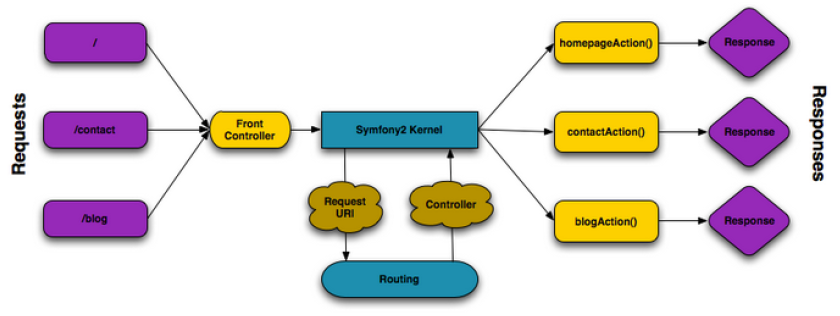 Requests
/
/contact
/blog
Front
Controller
Symfony2 Kernel
Request
URI
Controller
Routing
homepageAction()
contactAction()
blogAction()
Response
Response
Response
Responses